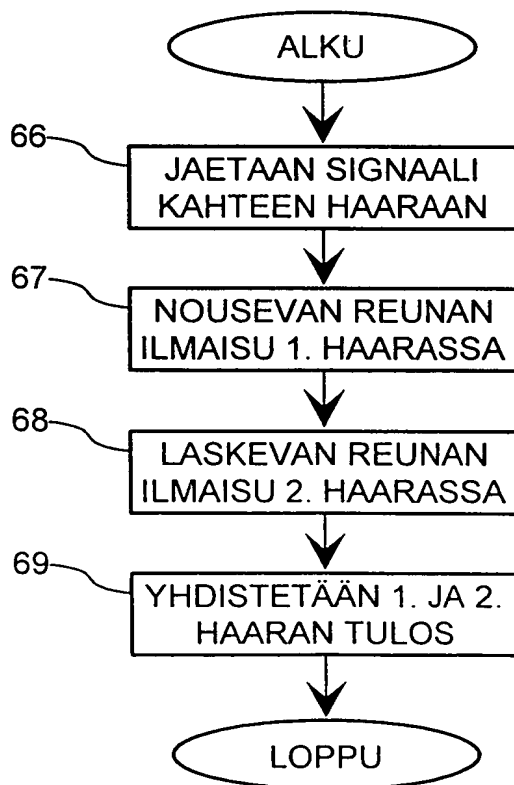 ALKU
66
JAETAAN SIGNAALI
KAHTEEN HAARAAN
67
NOUSEVAN REUNAN
ILMAISU 1. HAARASSA
68
LASKEVAN REUNAN
ILMAISU 2. HAARASSA
69
YHDISTETÄÄN 1. JA 2.
HAARAN TULOS
LOPPU